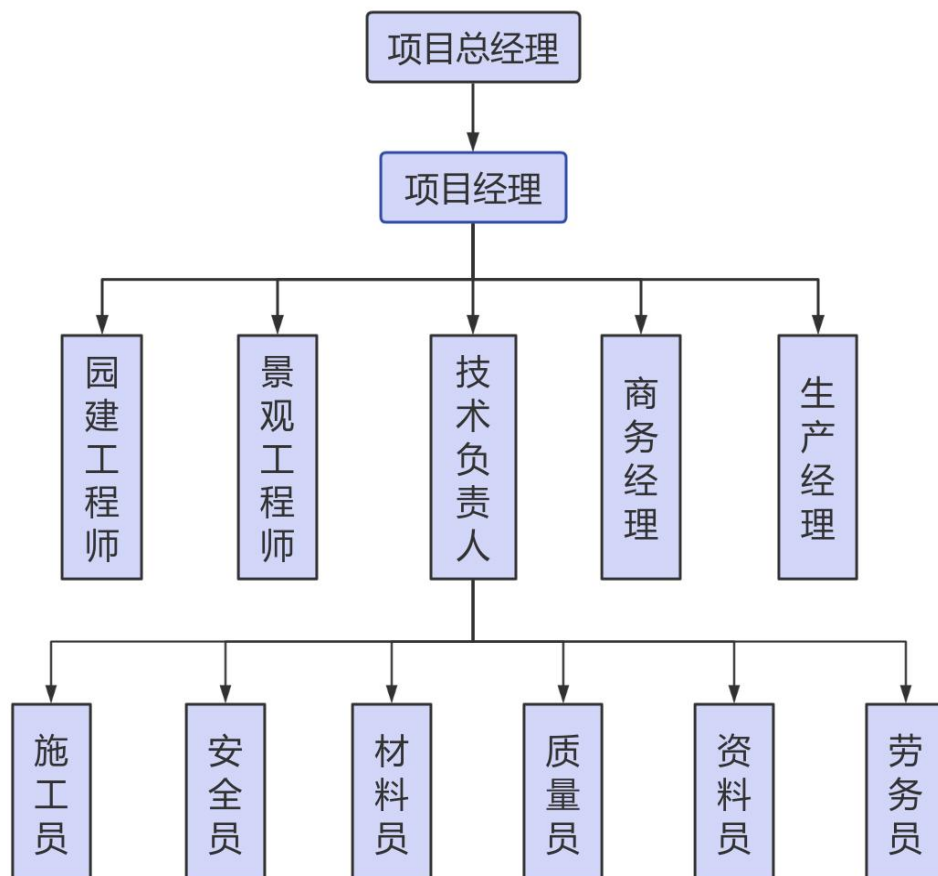 项目总经理
项目经理
园建工程师
景观工程师
技术负责人
商务经理
生产经理
施工员
安全员
材料员
质量员
资料员
劳务员